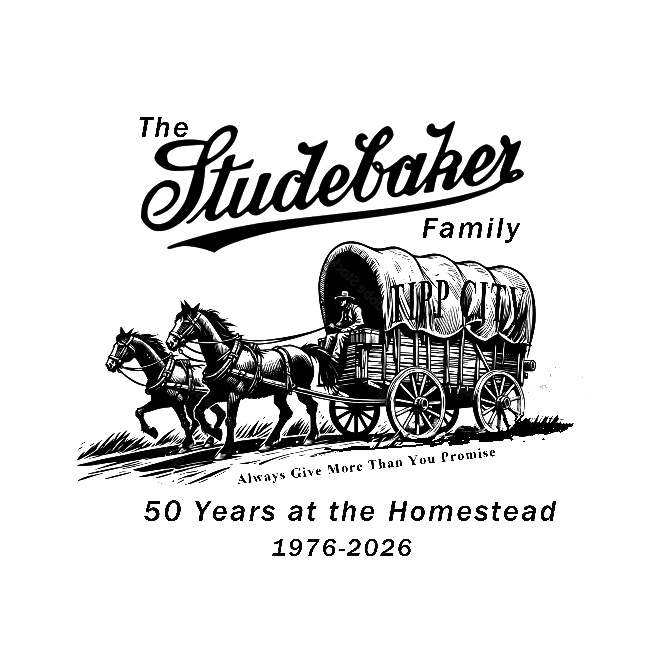 The
Studebaker
Family
TIPP CITY
Always Give More Than You Promise
50 Years at the Homestead
1976-2026